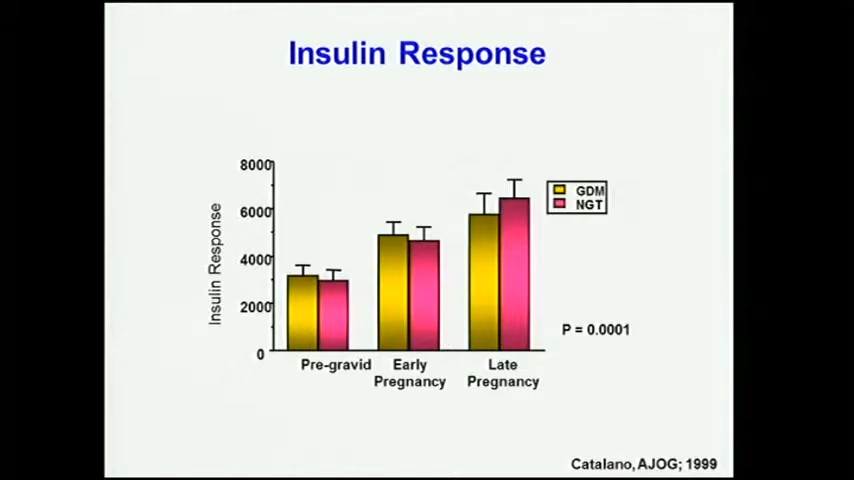 Insulin Response
8000
6000
4000
2000
0
Insulin Response
GDM
NGT
P = 0.0001
Pre-gravid
Early
Pregnancy
Late
Pregnancy
Catalano, AJOG; 1999